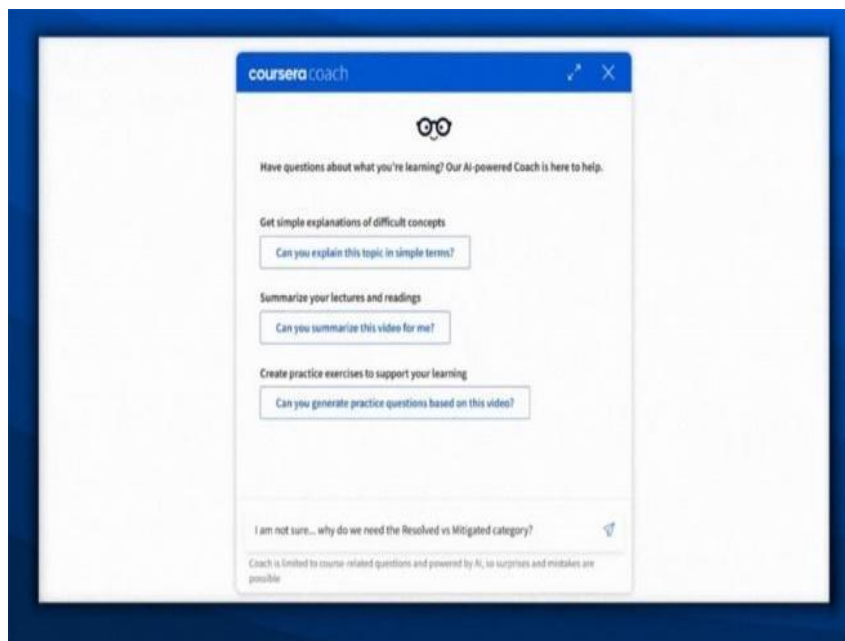 coursera coach
Have questions about what you're learning? Our AI-powered Coach is here to help.
Get simple explanations of difficult concepts
Can you explain this topic in simple terms?
Summarize your lectures and readings
Can you summarize this video for me?
Create practice exercises to support your learning
Can you generate practice questions based on this video?
I am not sure... why do we need the Resolved vs Mitigated category?
Coach is limited to course-related questions and powered by AI, so surprises and mistakes are
possible